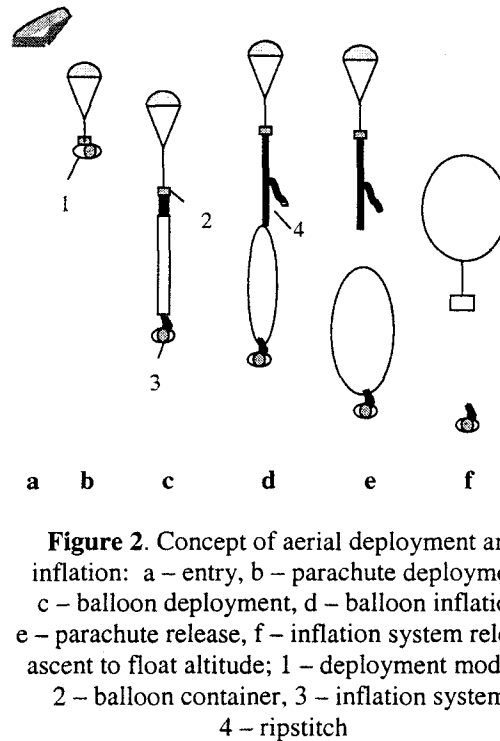 1
2
4
3
a b c d e f
Figure 2. Concept of aerial deployment
inflation: a – entry, b – parachute
c – balloon deployment, d – balloon
e – parachute release, f – inflation system
ascent to float altitude; 1 – deployment
2 – balloon container, 3 – inflation system
4 – ripstitch